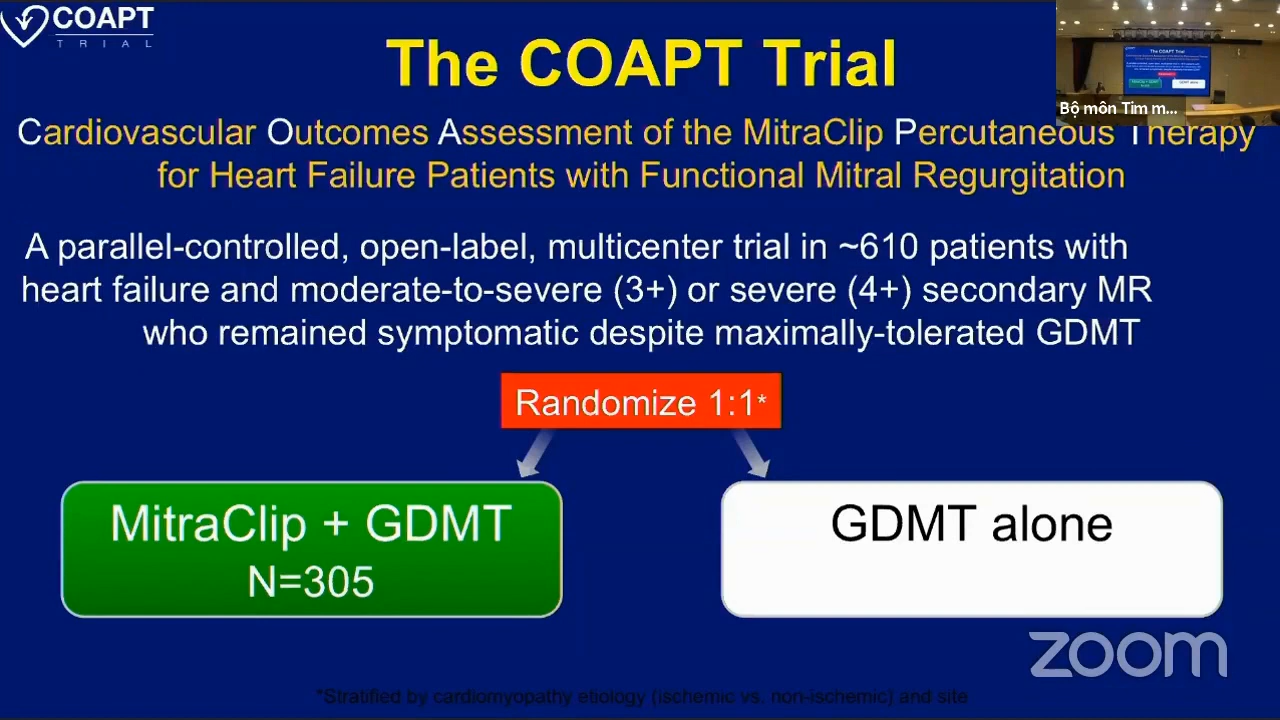 COAPT
TRIAL
The COAPT Trial
Bộ môn Tim m...
Cardiovascular Outcomes Assessment of the MitraClip Percutaneous Therapy
for Heart Failure Patients with Functional Mitral Regurgitation
A parallel-controlled, open-label, multicenter trial in ~610 patients with
heart failure and moderate-to-severe (3+) or severe (4+) secondary MR
who remained symptomatic despite maximally-tolerated GDMT
Randomize 1:1*
MitraClip + GDMT
N=305
GDMT alone
zoom
*Stratified by cardiomyopathy etiology (ischemic vs. non-ischemic) and site